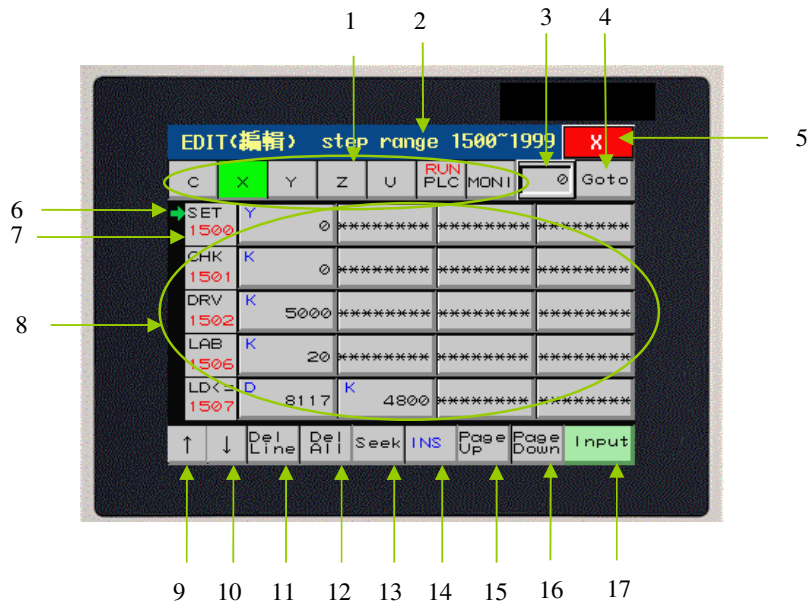 1 2 3 4
EDIT(編輯) step range 1500~1999 X
5
C X Y Z U RUN PLC MONI 0 Goto
6
SET Y 0 ******** ******** ********
7
1500
CHK K 0 ******** ******** ********
1501
8
DRV K 5000 ******** ******** ********
1502
LAB K 20 ******** ******** ********
1506
LD<= D 8117 K 4800 ******** ********
1507
↑ ↓ Del Line Del All Seek INS Page Up Page Down Input
9 10 11 12 13 14 15 16 17